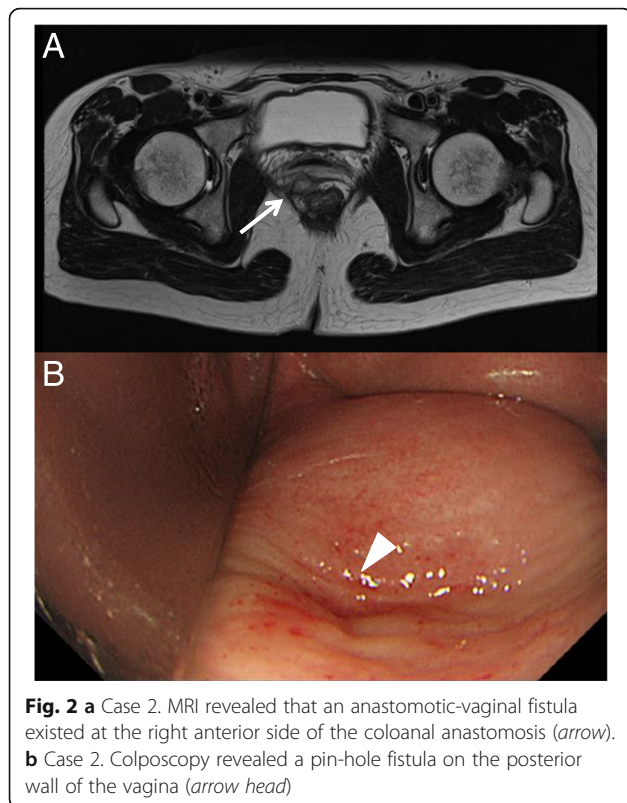 A
B
Fig. 2 a Case 2. MRI revealed that an anastomotic-vaginal fistula
existed at the right anterior side of the coloanal anastomosis (arrow).
b Case 2. Colposcopy revealed a pin-hole fistula on the posterior
wall of the vagina (arrow head)